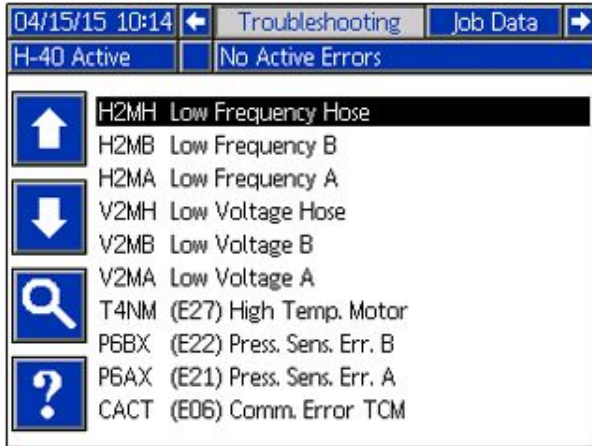 04/15/15 10:14 Troubleshooting Job Data
H-40 Active No Active Errors
H2MH Low Frequency Hose
H2MB Low Frequency B
H2MA Low Frequency A
V2MH Low Voltage Hose
V2MB Low Voltage B
V2MA Low Voltage A
T4NM (E27) High Temp. Motor
P6BX (E22) Press. Sens. Err. B
P6AX (E21) Press. Sens. Err. A
CACT (E06) Comm. Error TCM
?